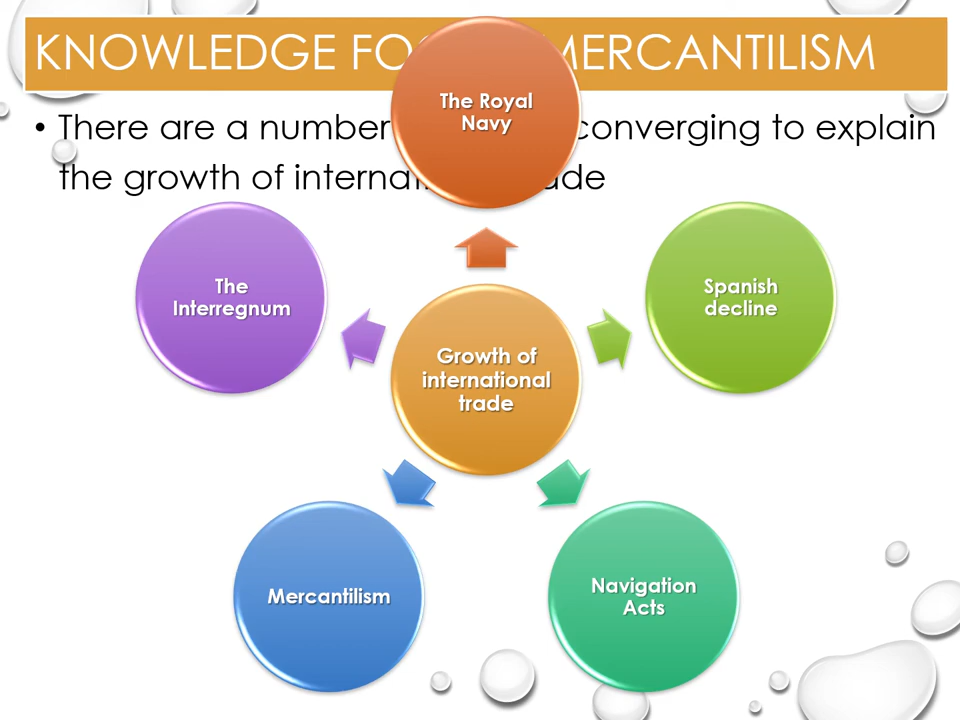 KNOWLEDGE FO MERCANTILISM
• There are a number converging to explain
the growth of internati ade
The Royal
Navy
The
Interregnum
Spanish
decline
Growth of
international
trade
Mercantilism
Navigation
Acts